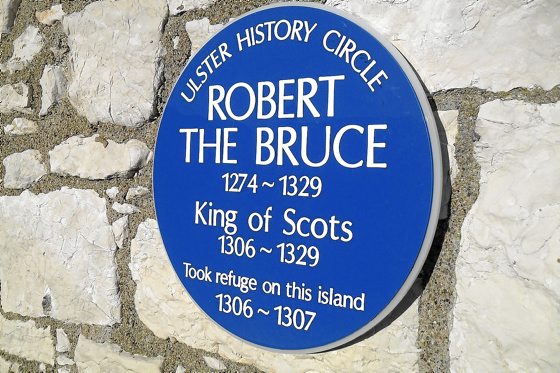 ULSTER HISTORY CIRCLE
ROBERT
THE BRUCE
1274 ~ 1329
King of Scots
1306 ~ 1329
Took refuge on this island
1306 ~ 1307